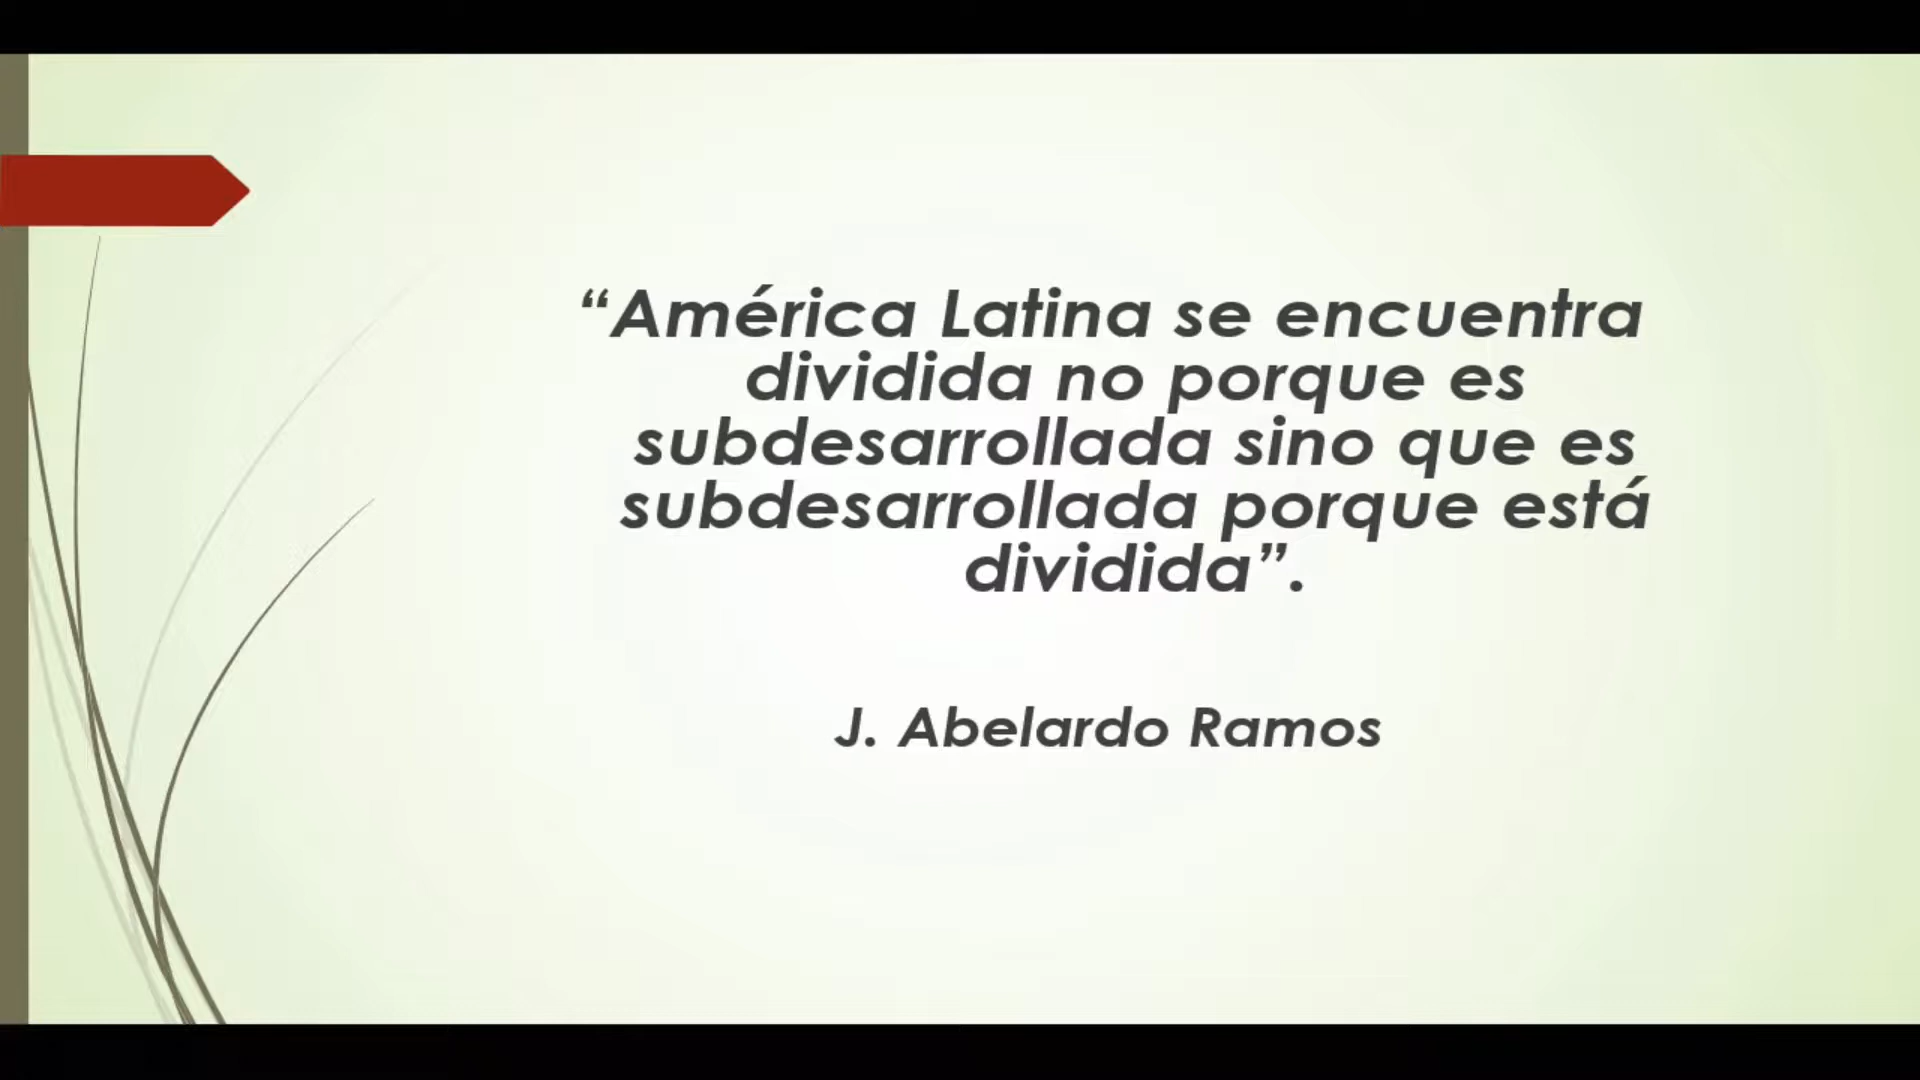 “América Latina se encuentra
dividida no porque es
subdesarrollada sino que es
subdesarrollada porque está
dividida”.
J. Abelardo Ramos